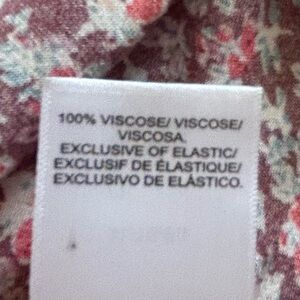 100% VISCOSE/ VISCOSE/
VISCOSA.
EXCLUSIVE OF ELASTIC/
EXCLUSIF DE ÉLASTIQUE/
EXCLUSIVO DE ELÁSTICO.